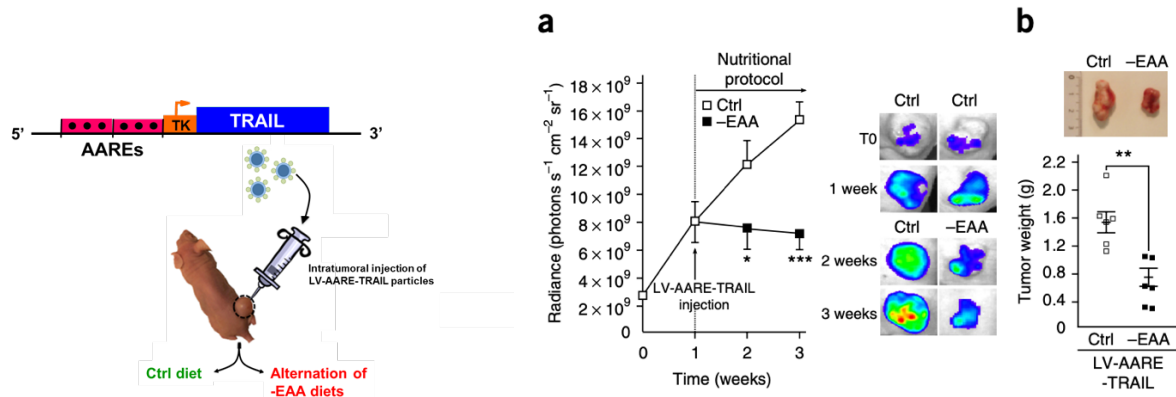 5'
TK
TRAIL
3'
AAREs
Intratumoral injection of
LV-AARE-TRAIL particles
Ctrl diet
Alternation of
-EAA diets
a
Nutritional
protocol
Ctrl
–EAA
Radiance (photons s⁻¹ cm⁻² sr⁻¹)
18 × 10⁹
16 × 10⁹
14 × 10⁹
12 × 10⁹
10 × 10⁹
8 × 10⁹
6 × 10⁹
4 × 10⁹
2 × 10⁹
0
LV-AARE-TRAIL
injection
*
***
0 1 2 3
Time (weeks)
Ctrl Ctrl
T0
1 week
Ctrl –EAA
2 weeks
3 weeks
b
Ctrl –EAA
Tumor weight (g)
2.2
**
1.6
1.2
0.8
0.4
0
Ctrl –EAA
LV-AARE
-TRAIL